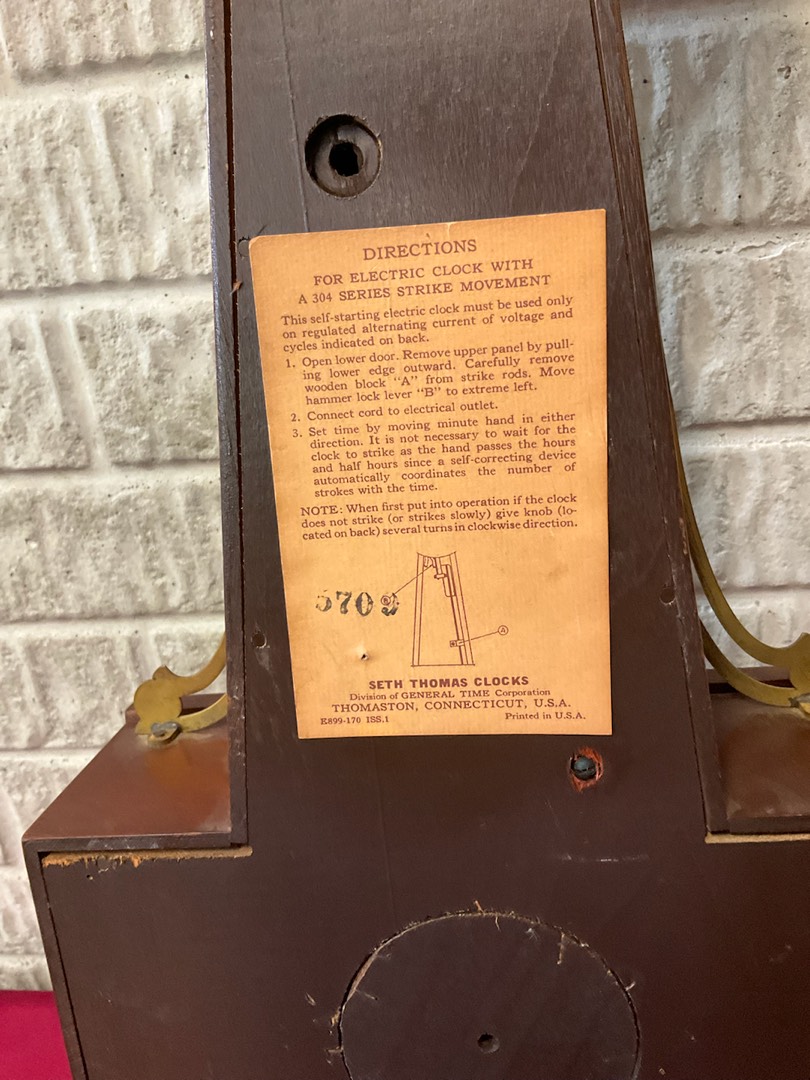 DIRECTIONS
FOR ELECTRIC CLOCK WITH
A 304 SERIES STRIKE MOVEMENT
This self-starting electric clock must be used only
on regulated alternating current of voltage and
cycles indicated on back.
1. Open lower door. Remove upper panel by pull-
ing lower edge outward. Carefully remove
wooden block "A" from strike rods. Move
hammer lock lever "B" to extreme left.
2. Connect cord to electrical outlet.
3. Set time by moving minute hand in either
direction. It is not necessary to wait for the
clock to strike as the hand passes the hours
and half hours since a self-correcting device
automatically coordinates the number of
strokes with the time.
NOTE: When first put into operation if the clock
does not strike (or strikes slowly) give knob (lo-
cated on back) several turns in clockwise direction.
B
A
SETH THOMAS CLOCKS
Division of GENERAL TIME Corporation
THOMASTON, CONNECTICUT, U.S.A.
E899-170 ISS.1 Printed in U.S.A.